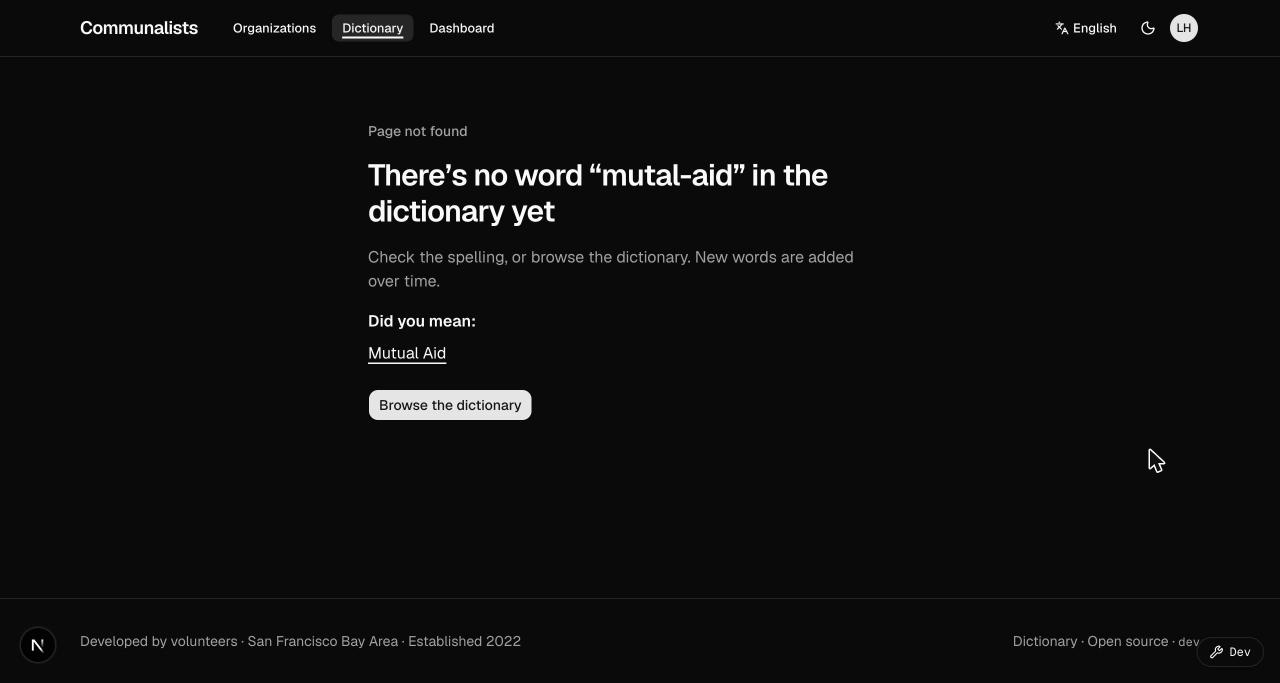 Communalists
Organizations
Dictionary
Dashboard
English
LH
Page not found
There’s no word “mutal-aid” in the
dictionary yet
Check the spelling, or browse the dictionary. New words are added
over time.
Did you mean:
Mutual Aid
Browse the dictionary
Developed by volunteers · San Francisco Bay Area · Established 2022
Dictionary · Open source · dev
N
Dev